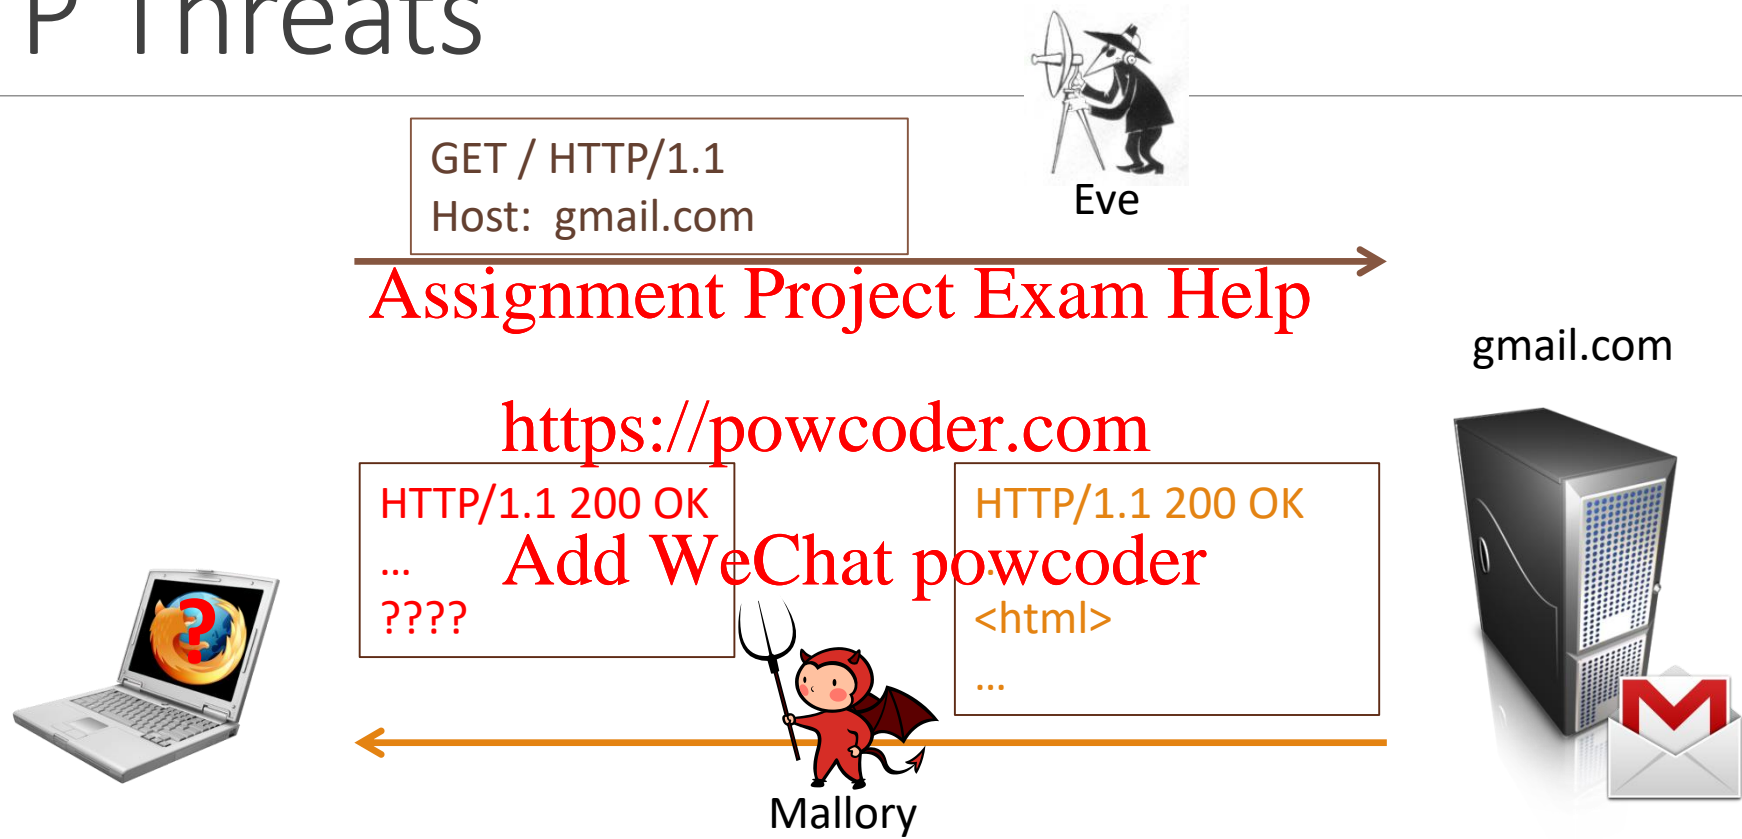 P Threats
GET / HTTP/1.1
Host: gmail.com
Eve
Assignment Project Exam Help
gmail.com
https://powcoder.com
HTTP/1.1 200 OK
...
????
HTTP/1.1 200 OK
<html>
...
Add WeChat powcoder
?
M
Mallory